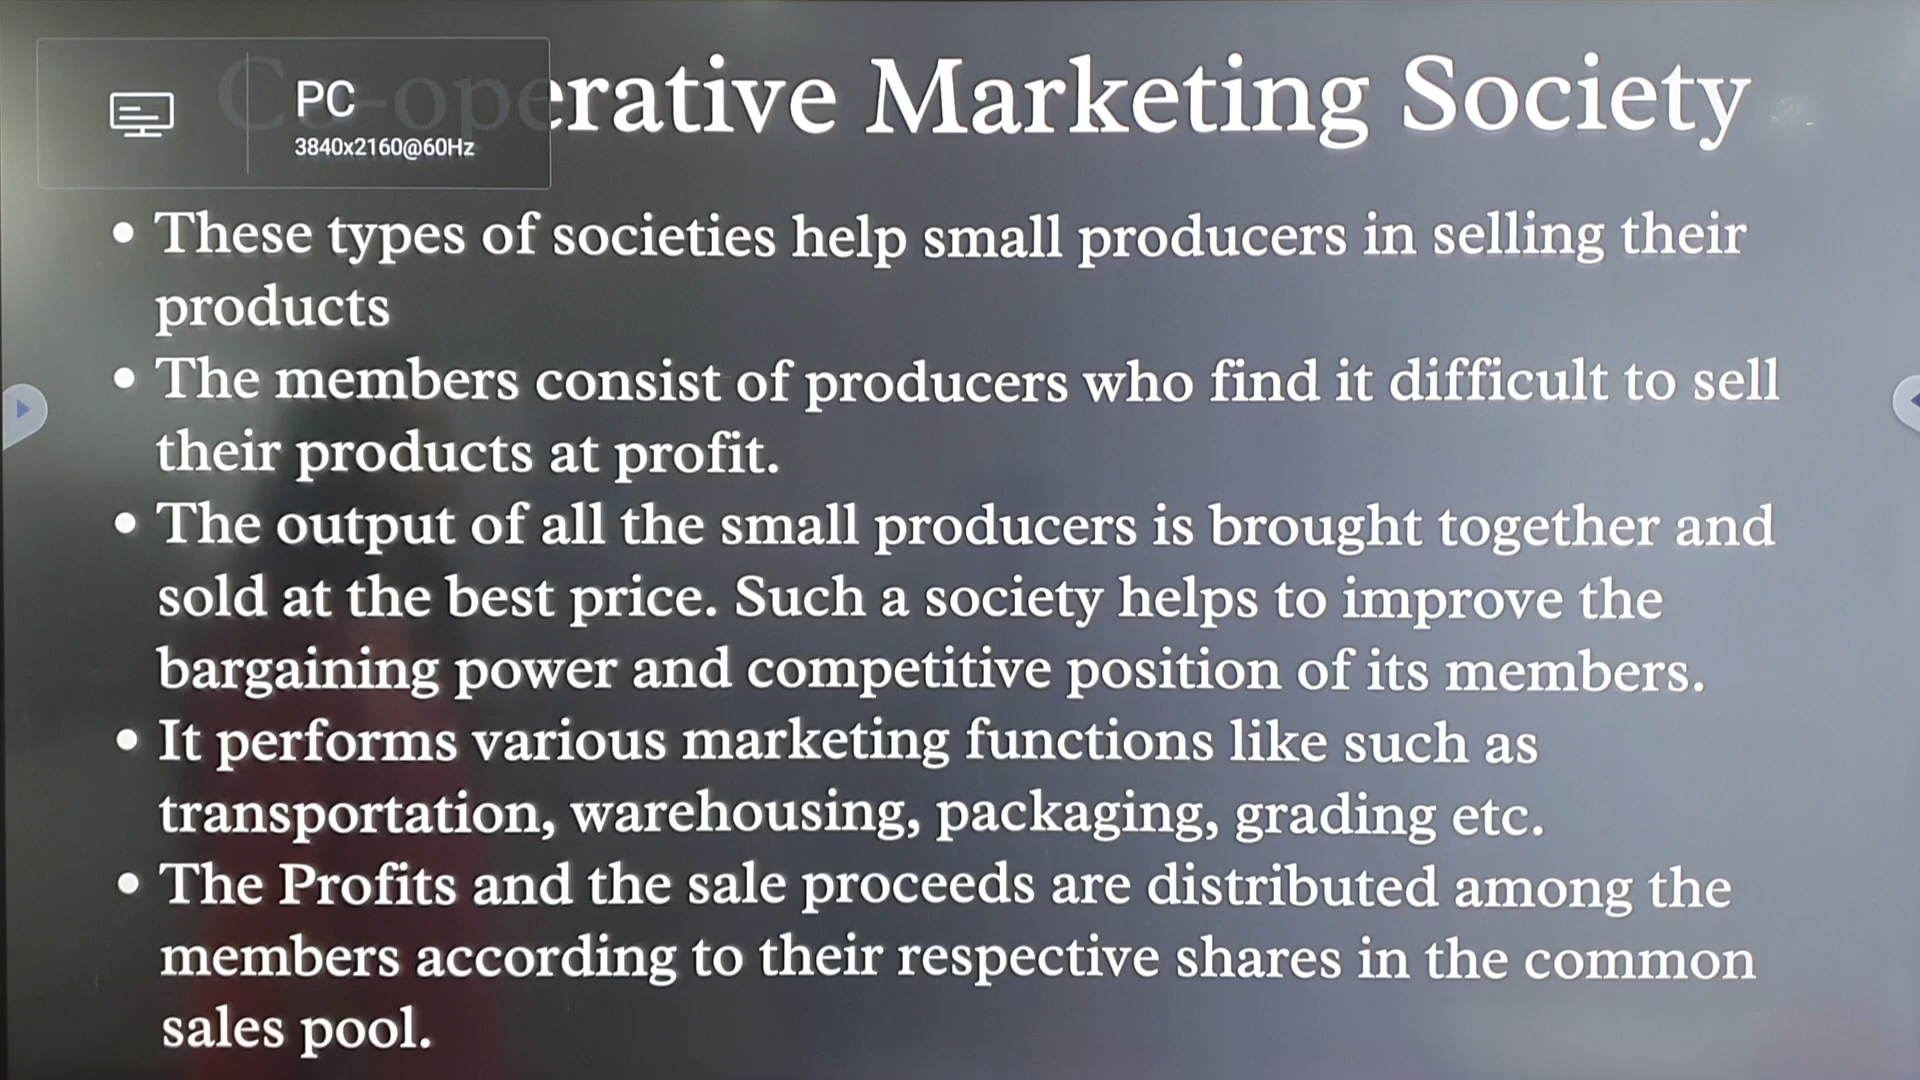 Co-operative Marketing Society
PC
3840x2160@60Hz
• These types of societies help small producers in selling their
products
• The members consist of producers who find it difficult to sell
their products at profit.
• The output of all the small producers is brought together and
sold at the best price. Such a society helps to improve the
bargaining power and competitive position of its members.
• It performs various marketing functions like such as
transportation, warehousing, packaging, grading etc.
• The Profits and the sale proceeds are distributed among the
members according to their respective shares in the common
sales pool.